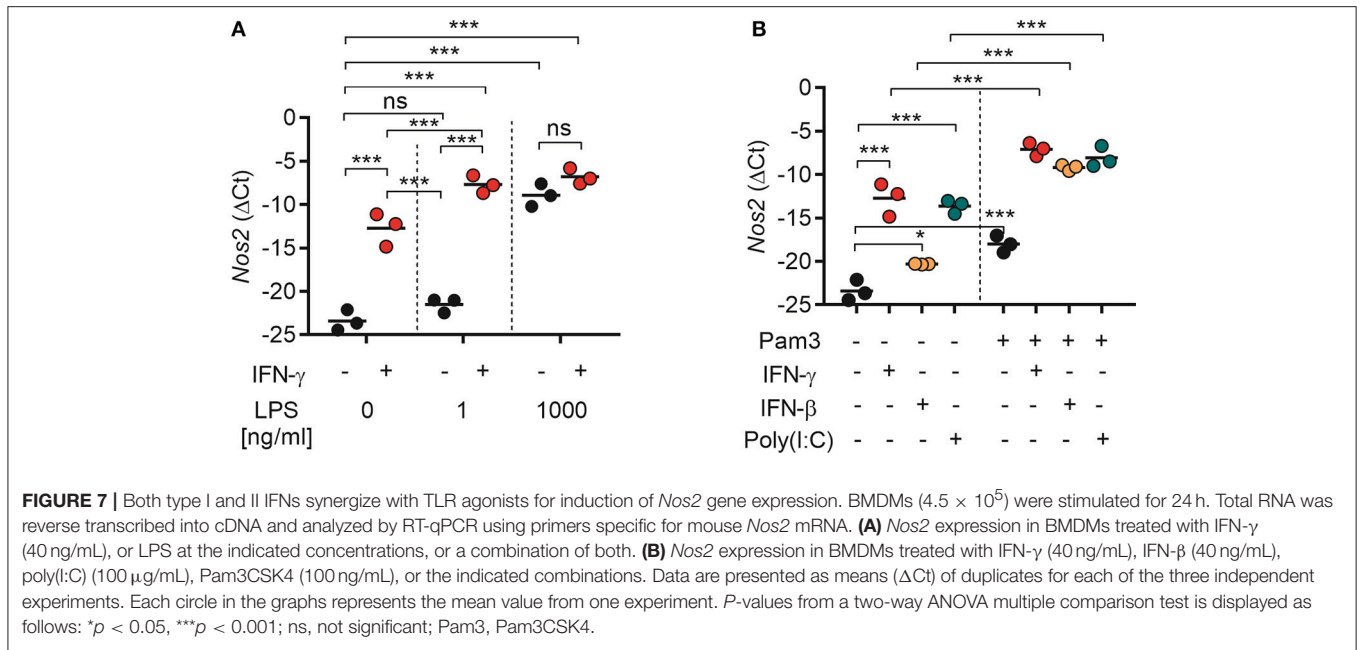 A
B
***
***
***
ns
***
***
***
***
ns
0
-5
-10
-15
-20
-25
Nos2 (ΔCt)
IFN-γ - + - + - +
LPS 0 1 1000
[ng/ml]
***
***
***
***
***
***
*
0
-5
-10
-15
-20
-25
Nos2 (ΔCt)
Pam3 - - - - + + + +
IFN-γ - + - - - + - -
IFN-β - - + - - - + -
Poly(I:C) - - - + - - - +
FIGURE 7 | Both type I and II IFNs synergize with TLR agonists for induction of Nos2 gene expression. BMDMs (4.5 × 10⁵) were stimulated for 24 h. Total RNA was
reverse transcribed into cDNA and analyzed by RT-qPCR using primers specific for mouse Nos2 mRNA. (A) Nos2 expression in BMDMs treated with IFN-γ
(40 ng/mL), or LPS at the indicated concentrations, or a combination of both. (B) Nos2 expression in BMDMs treated with IFN-γ (40 ng/mL), IFN-β (40 ng/mL),
poly(I:C) (100 μg/mL), Pam3CSK4 (100 ng/mL), or the indicated combinations. Data are presented as means (ΔCt) of duplicates for each of the three independent
experiments. Each circle in the graphs represents the mean value from one experiment. P-values from a two-way ANOVA multiple comparison test is displayed as
follows: *p < 0.05, ***p < 0.001; ns, not significant; Pam3, Pam3CSK4.